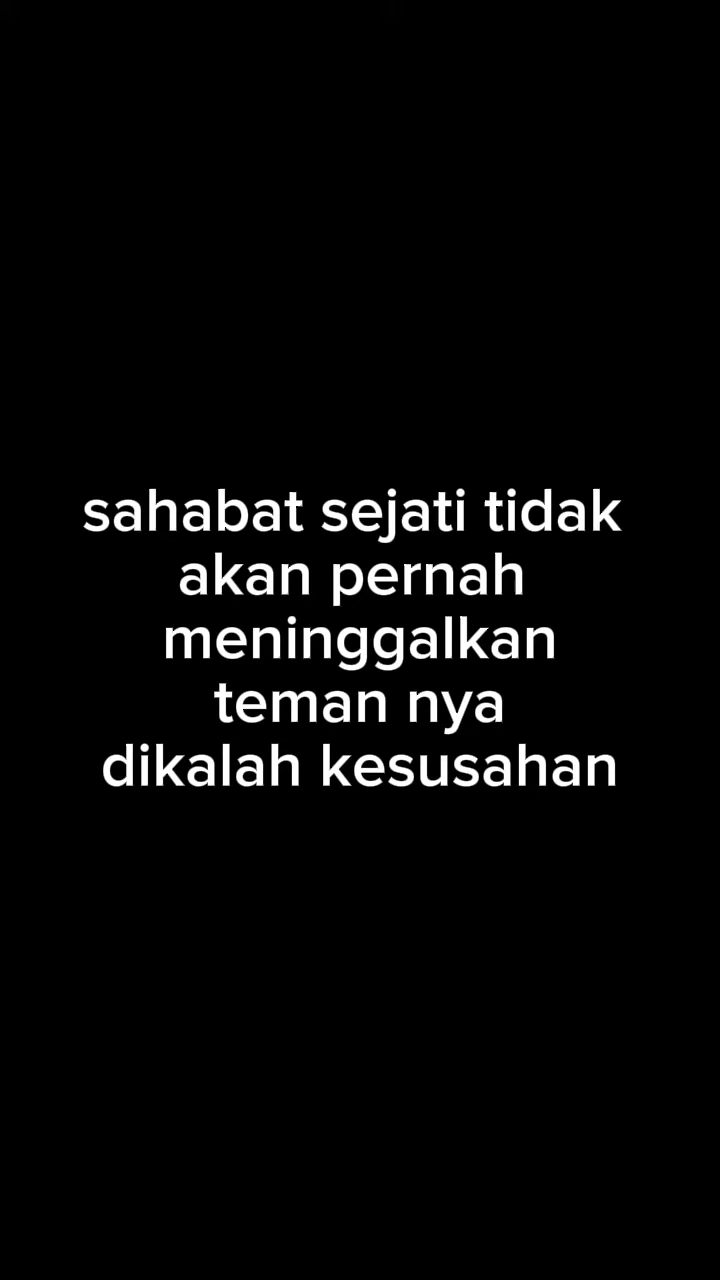 sahabat sejati tidak
akan pernah
meninggalkan
teman nya
dikalah kesusahan